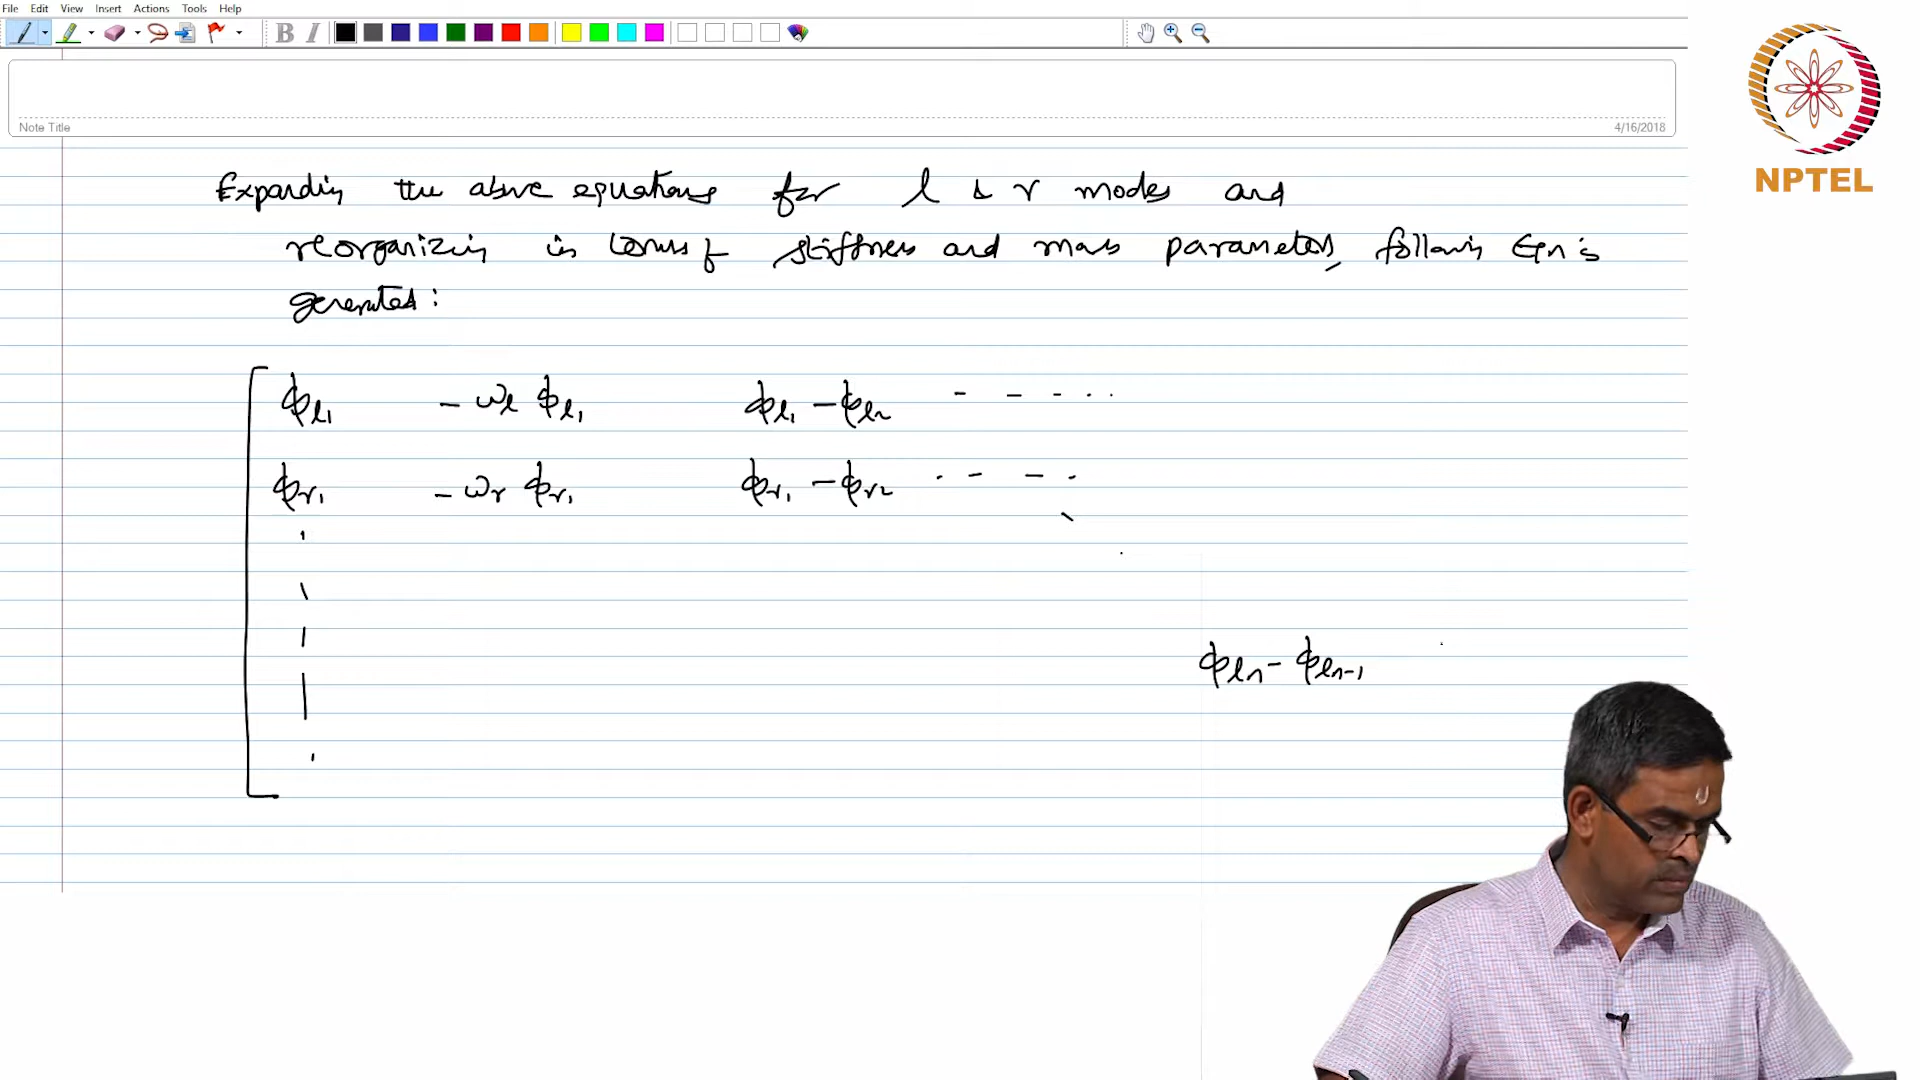 File Edit View Insert Actions Tools Help
B I
Note Title
4/16/2018
NPTEL
Expanding the above equations for l & r modes and
reorganizing in terms of stiffness and mass parameters, following Eqn is
generated:
ϕl1 - ωl ϕl1 ϕl1 - ϕl2 - - - · ·
ϕr1 - ωr ϕr1 ϕr1 - ϕr2 · - - ·
ϕln - ϕln-1